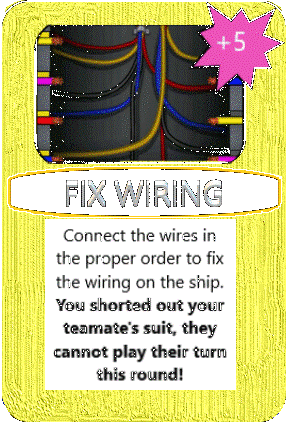 +5
FIX WIRING
Connect the wires in
the proper order to fix
the wiring on the ship.
You shorted out your
teamate's suit, they
cannot play their turn
this round!